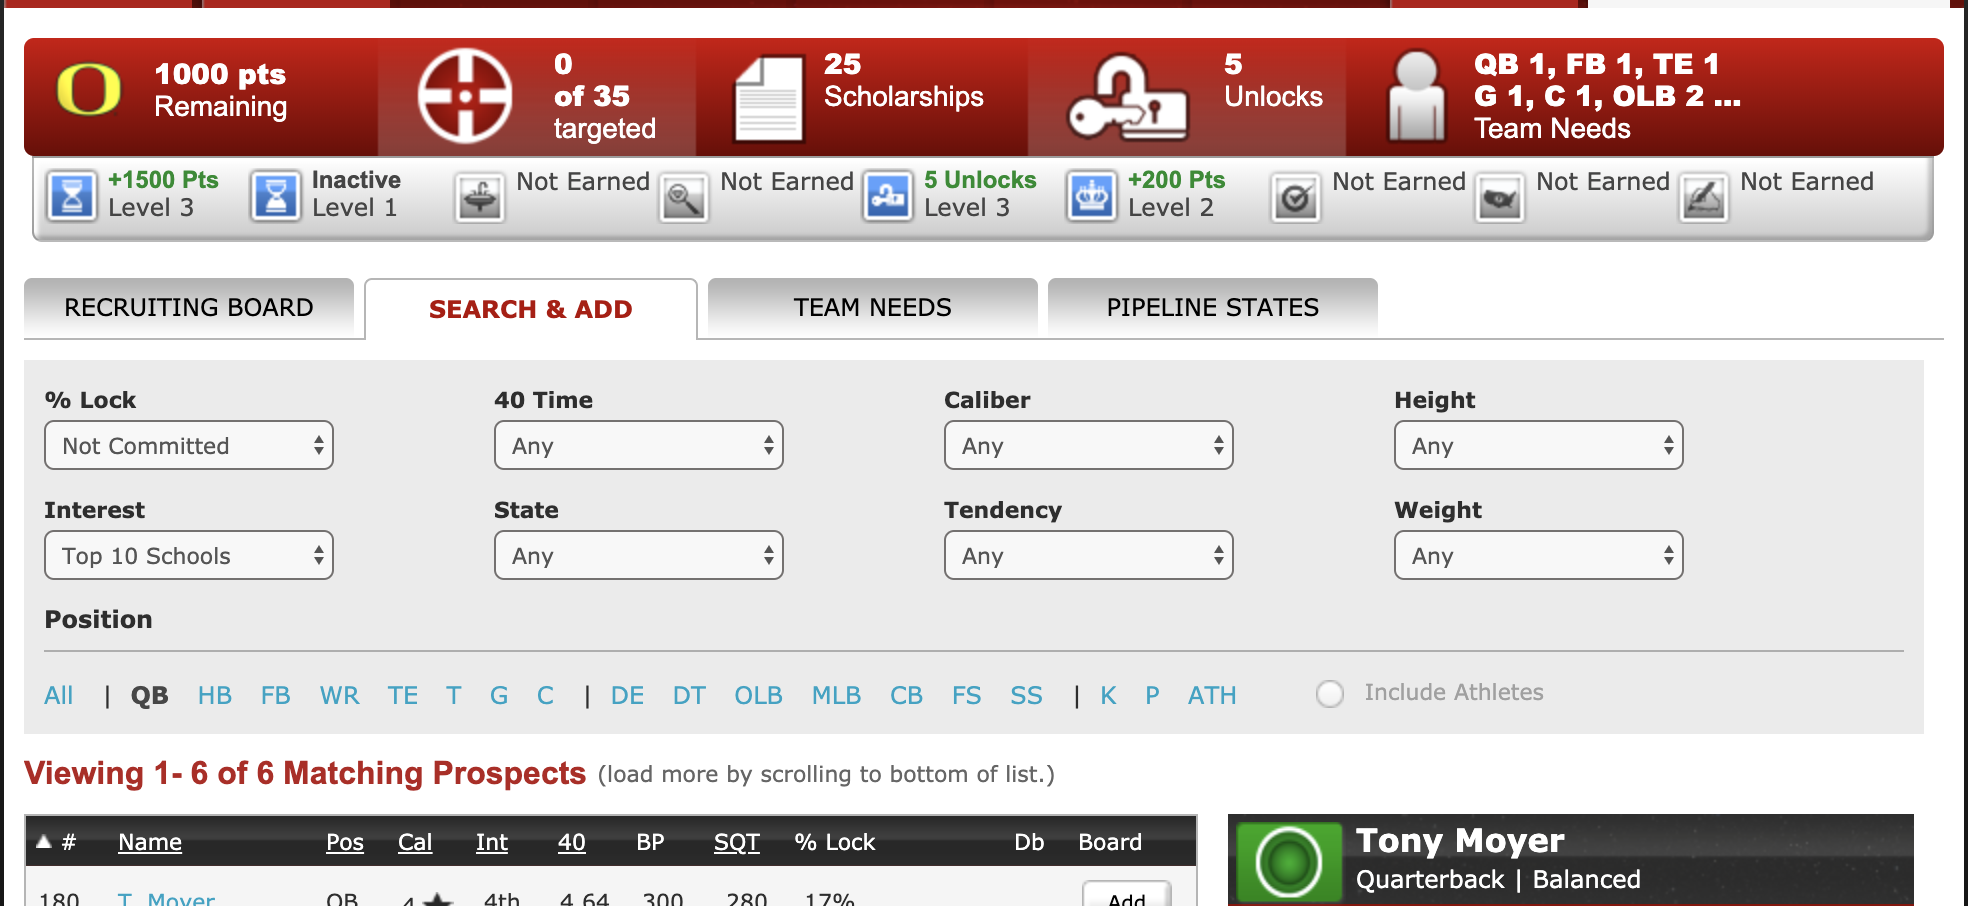 1000 pts
Remaining
0
of 35
targeted
25
Scholarships
5
Unlocks
QB 1, FB 1, TE 1
G 1, C 1, OLB 2 ...
Team Needs
+1500 Pts
Level 3
Inactive
Level 1
Not Earned
Not Earned
5 Unlocks
Level 3
+200 Pts
Level 2
Not Earned
Not Earned
Not Earned
RECRUITING BOARD
SEARCH & ADD
TEAM NEEDS
PIPELINE STATES
% Lock
40 Time
Caliber
Height
Not Committed
Any
Any
Any
Interest
State
Tendency
Weight
Top 10 Schools
Any
Any
Any
Position
All | QB HB FB WR TE T G C | DE DT OLB MLB CB FS SS | K P ATH Include Athletes
Viewing 1- 6 of 6 Matching Prospects (load more by scrolling to bottom of list.)
# Name Pos Cal Int 40 BP SQT % Lock Db Board
180 T. Moyer QB 4 4th 4.64 300 280 17% Add
Tony Moyer
Quarterback | Balanced